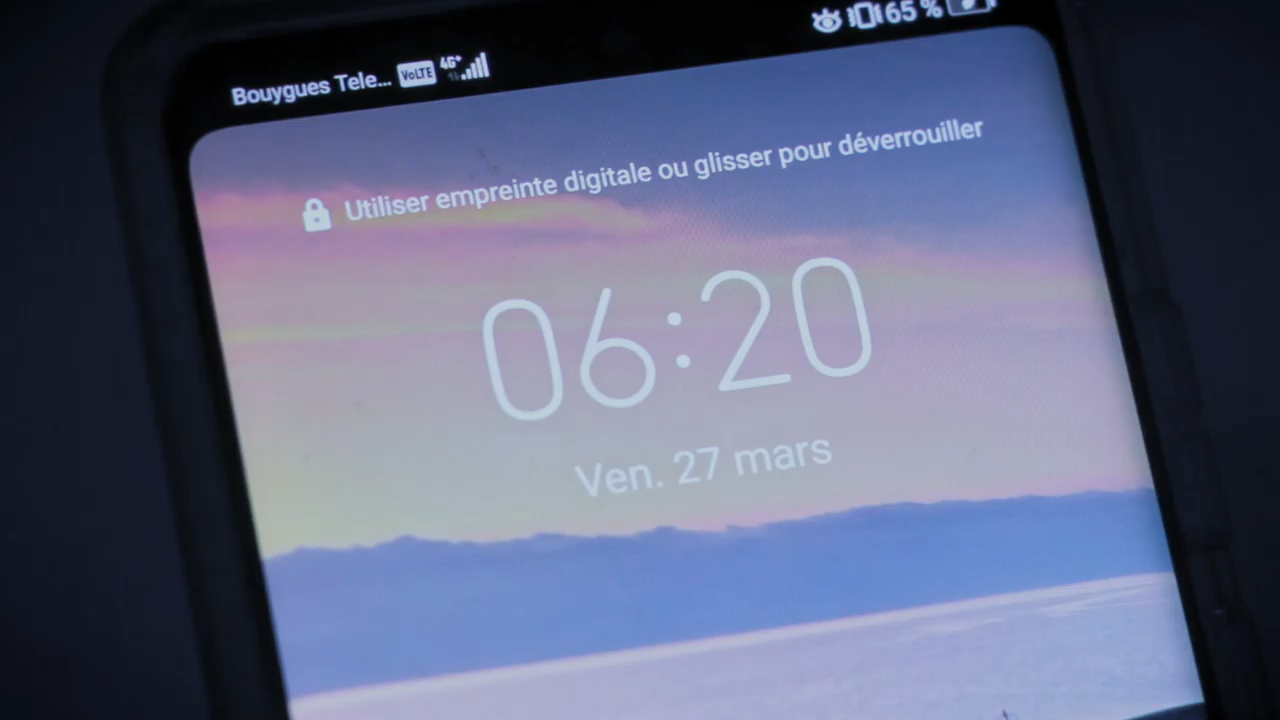 Bouygues Tele... VoLTE 4G+ 65 %
Utiliser empreinte digitale ou glisser pour déverrouiller
06:20
Ven. 27 mars